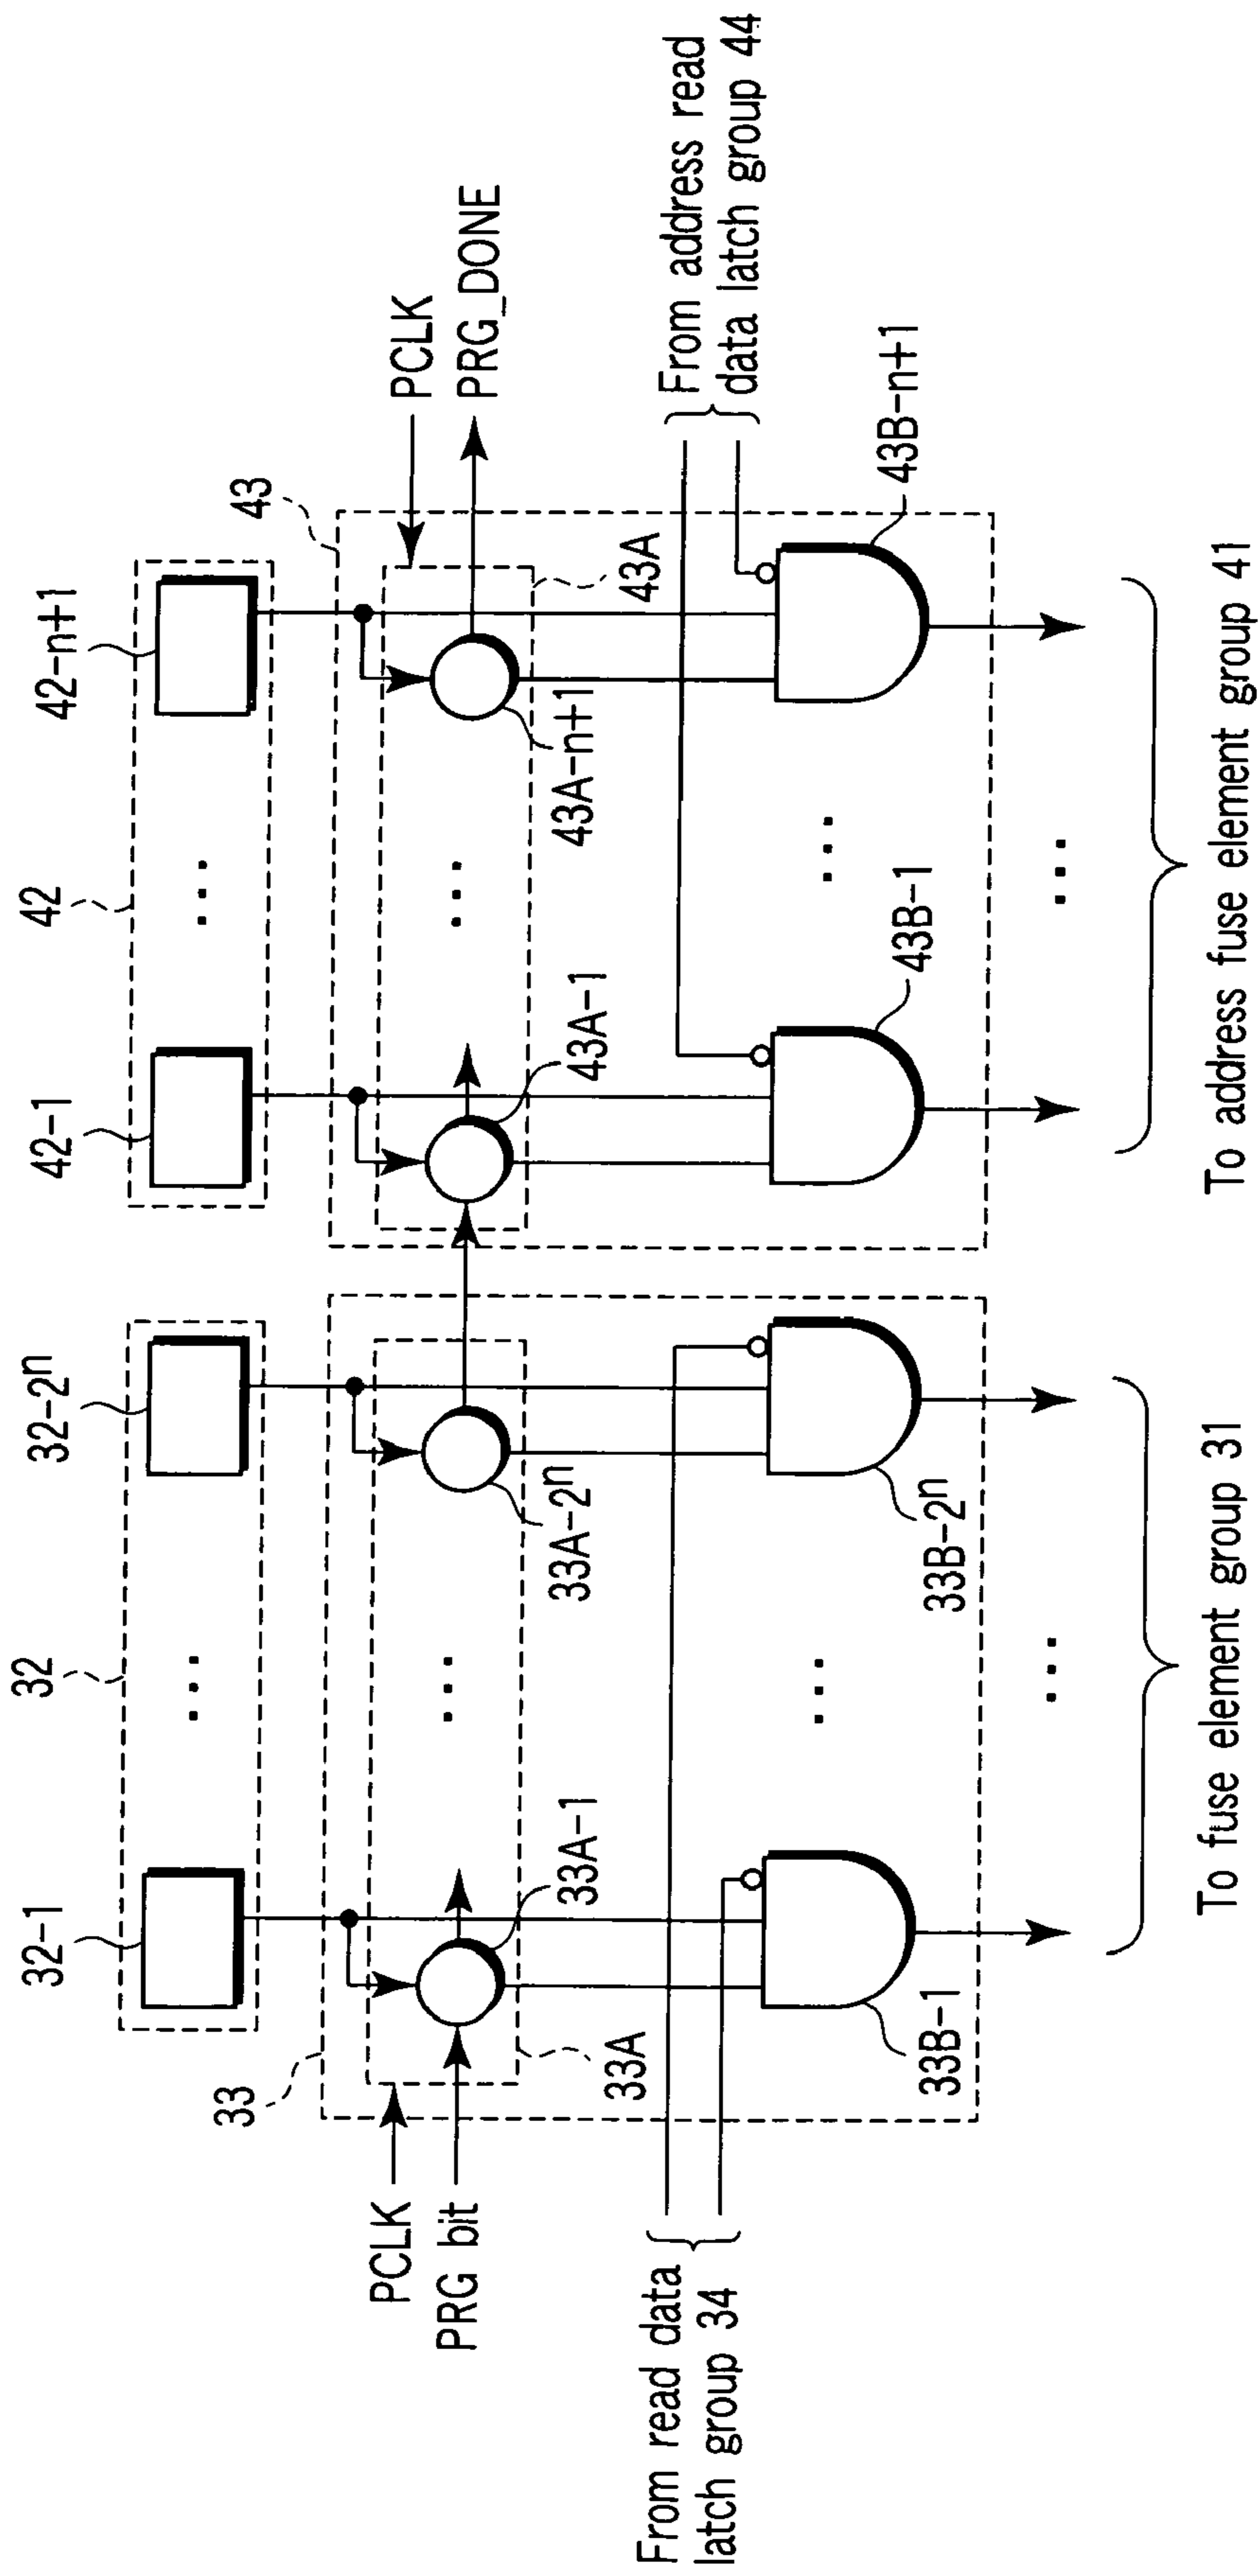 32
42
32-1
32-2ⁿ
42-1
42-n+1
33
43
PCLK
PRG bit
PCLK
PRG_DONE
33A-1
33A-2ⁿ
43A-1
43A-n+1
33A
43A
From read data
latch group 34
From address read
data latch group 44
33B-1
33B-2ⁿ
43B-1
43B-n+1
...
...
...
...
...
...
...
...
To fuse element group 31
To address fuse element group 41